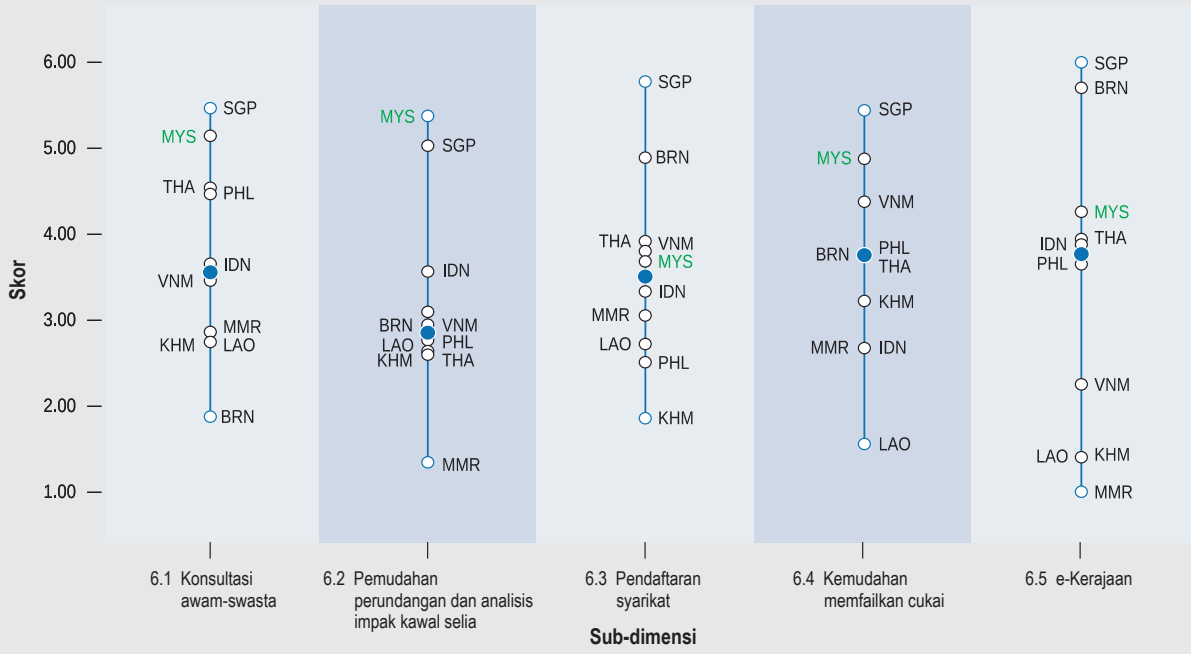 Skor
6.00
5.00
4.00
3.00
2.00
1.00
SGP
MYS
THA PHL
IDN
VNM
MMR
KHM LAO
BRN
MYS
SGP
IDN
BRN VNM
LAO PHL
KHM THA
MMR
SGP
BRN
THA VNM
MYS
IDN
MMR
LAO
PHL
KHM
SGP
MYS
VNM
BRN PHL
THA
KHM
MMR IDN
LAO
SGP
BRN
MYS
IDN THA
PHL
VNM
LAO KHM
MMR
6.1 Konsultasi
awam-swasta
6.2 Pemudahan
perundangan dan analisis
impak kawal selia
6.3 Pendaftaran
syarikat
6.4 Kemudahan
memfailkan cukai
6.5 e-Kerajaan
Sub-dimensi